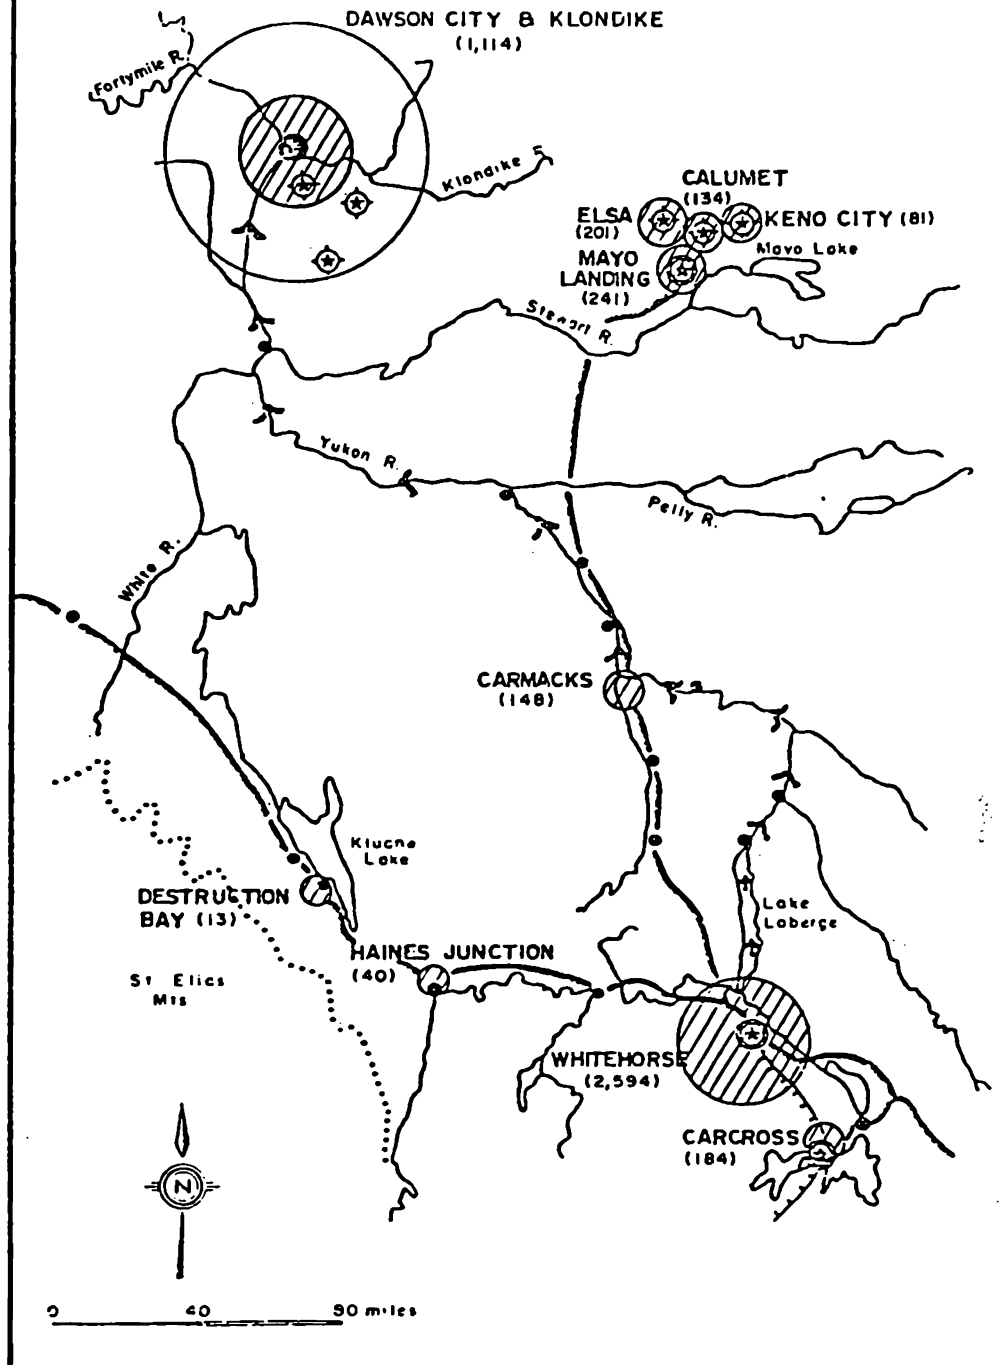 DAWSON CITY & KLONDIKE
(1,114)
Fortymile R.
Klondike
CALUMET
(134)
ELSA
(201)
KENO CITY (81)
Mayo Lake
MAYO
LANDING
(241)
Stewart R.
Yukon R.
Pelly R.
White R.
CARMACKS
(148)
Kluane
Lake
DESTRUCTION
BAY (13)
Lake
Laberge
HAINES JUNCTION
(40)
St Elias
Mts
WHITEHORSE
(2,594)
CARCROSS
(184)
N
0 40 80 miles